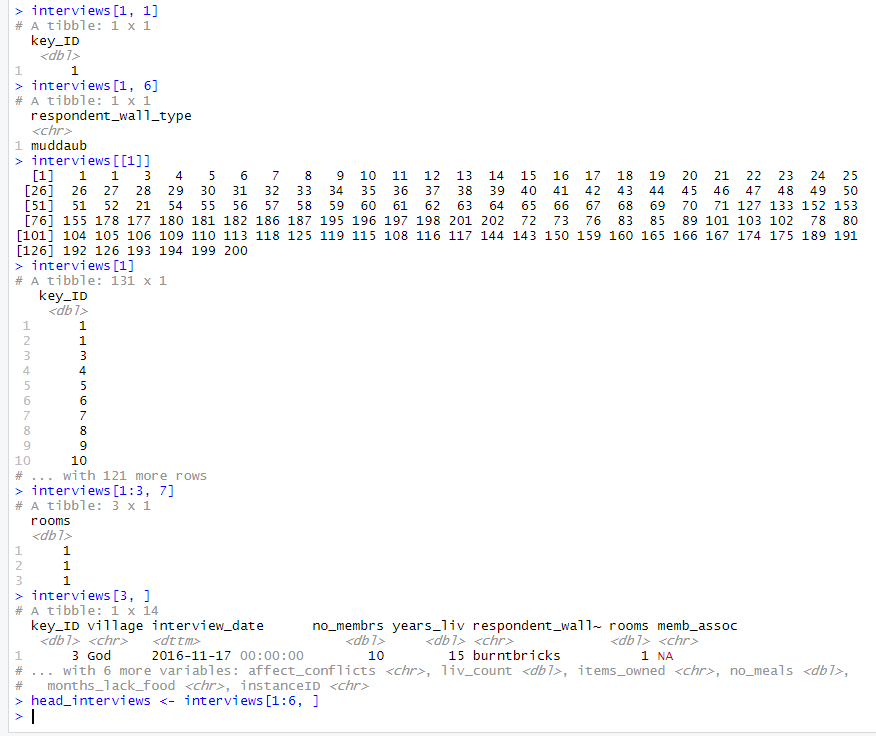 > interviews[1, 1]
# A tibble: 1 x 1
  key_ID
   <dbl>
1      1
> interviews[1, 6]
# A tibble: 1 x 1
  respondent_wall_type
  <chr>
1 muddaub
> interviews[[1]]
  [1]   1   1   3   4   5   6   7   8   9  10  11  12  13  14  15  16  17  18  19  20  21  22  23  24  25
 [26]  26  27  28  29  30  31  32  33  34  35  36  37  38  39  40  41  42  43  44  45  46  47  48  49  50
 [51]  51  52  21  54  55  56  57  58  59  60  61  62  63  64  65  66  67  68  69  70  71 127 133 152 153
 [76] 155 178 177 180 181 182 186 187 195 196 197 198 201 202  72  73  76  83  85  89 101 103 102  78  80
[101] 104 105 106 109 110 113 118 125 119 115 108 116 117 144 143 150 159 160 165 166 167 174 175 189 191
[126] 192 126 193 194 199 200
> interviews[1]
# A tibble: 131 x 1
   key_ID
    <dbl>
 1      1
 2      1
 3      3
 4      4
 5      5
 6      6
 7      7
 8      8
 9      9
10     10
# ... with 121 more rows
> interviews[1:3, 7]
# A tibble: 3 x 1
  rooms
  <dbl>
1     1
2     1
3     1
> interviews[3, ]
# A tibble: 1 x 14
  key_ID village interview_date      no_membrs years_liv respondent_wall~ rooms memb_assoc
   <dbl> <chr>   <dttm>                  <dbl>     <dbl> <chr>            <dbl> <chr>
1      3 God     2016-11-17 00:00:00        10        15 burntbricks          1 NA
# ... with 6 more variables: affect_conflicts <chr>, liv_count <dbl>, items_owned <chr>, no_meals <dbl>,
#   months_lack_food <chr>, instanceID <chr>
> head_interviews <- interviews[1:6, ]
>